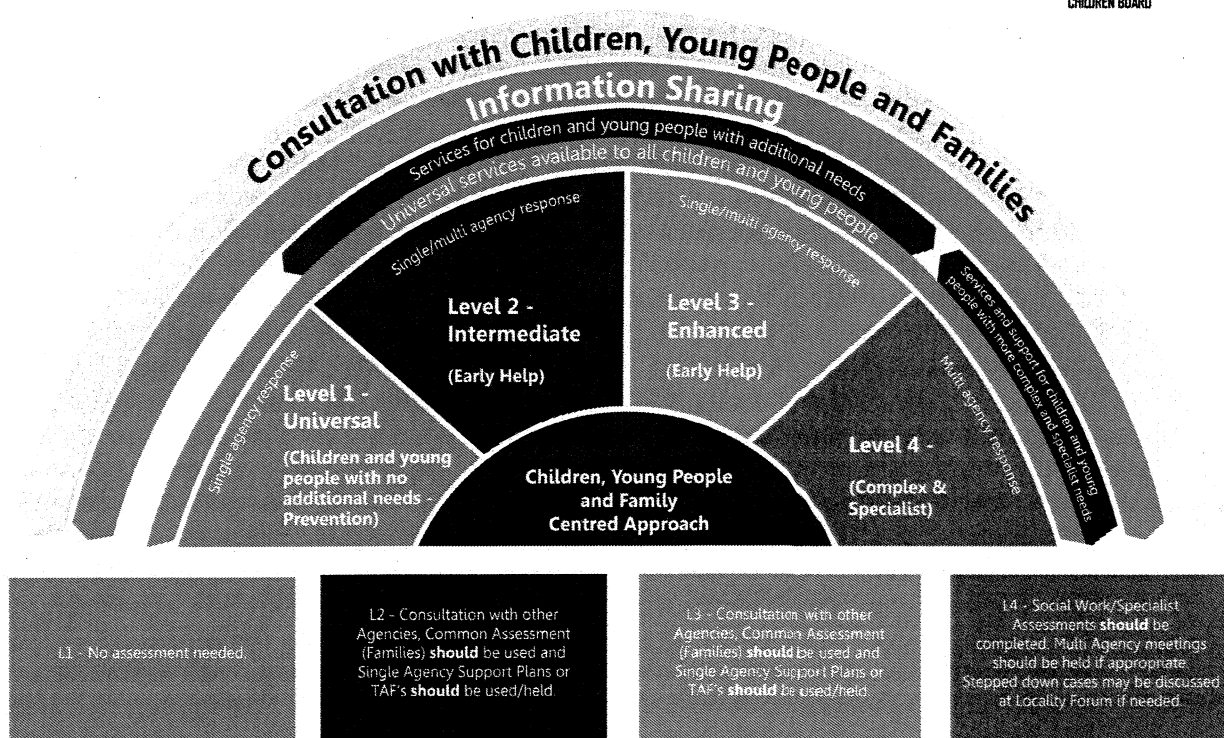 CHILDREN BOARD
Consultation with Children, Young People and Families
Information Sharing
Services for children and young people with additional needs
Universal services available to all children and young people
Single agency response
Level 1 -
Universal
(Children and young
people with no
additional needs -
Prevention)
Single/multi agency response
Level 2 -
Intermediate
(Early Help)
Single/multi agency response
Level 3 -
Enhanced
(Early Help)
Multi agency response
Level 4 -
(Complex &
Specialist)
Services and support for children and young
people with more complex and specialist needs
Children, Young People
and Family
Centred Approach
L1 - No assessment needed.
L2 - Consultation with other
Agencies, Common Assessment
(Families) should be used and
Single Agency Support Plans or
TAF's should be used/held.
L3 - Consultation with other
Agencies, Common Assessment
(Families) should be used and
Single Agency Support Plans or
TAF's should be used/held.
L4 - Social Work/Specialist
Assessments should be
completed. Multi Agency meetings
should be held if appropriate.
Stepped down cases may be discussed
at Locality Forum if needed.